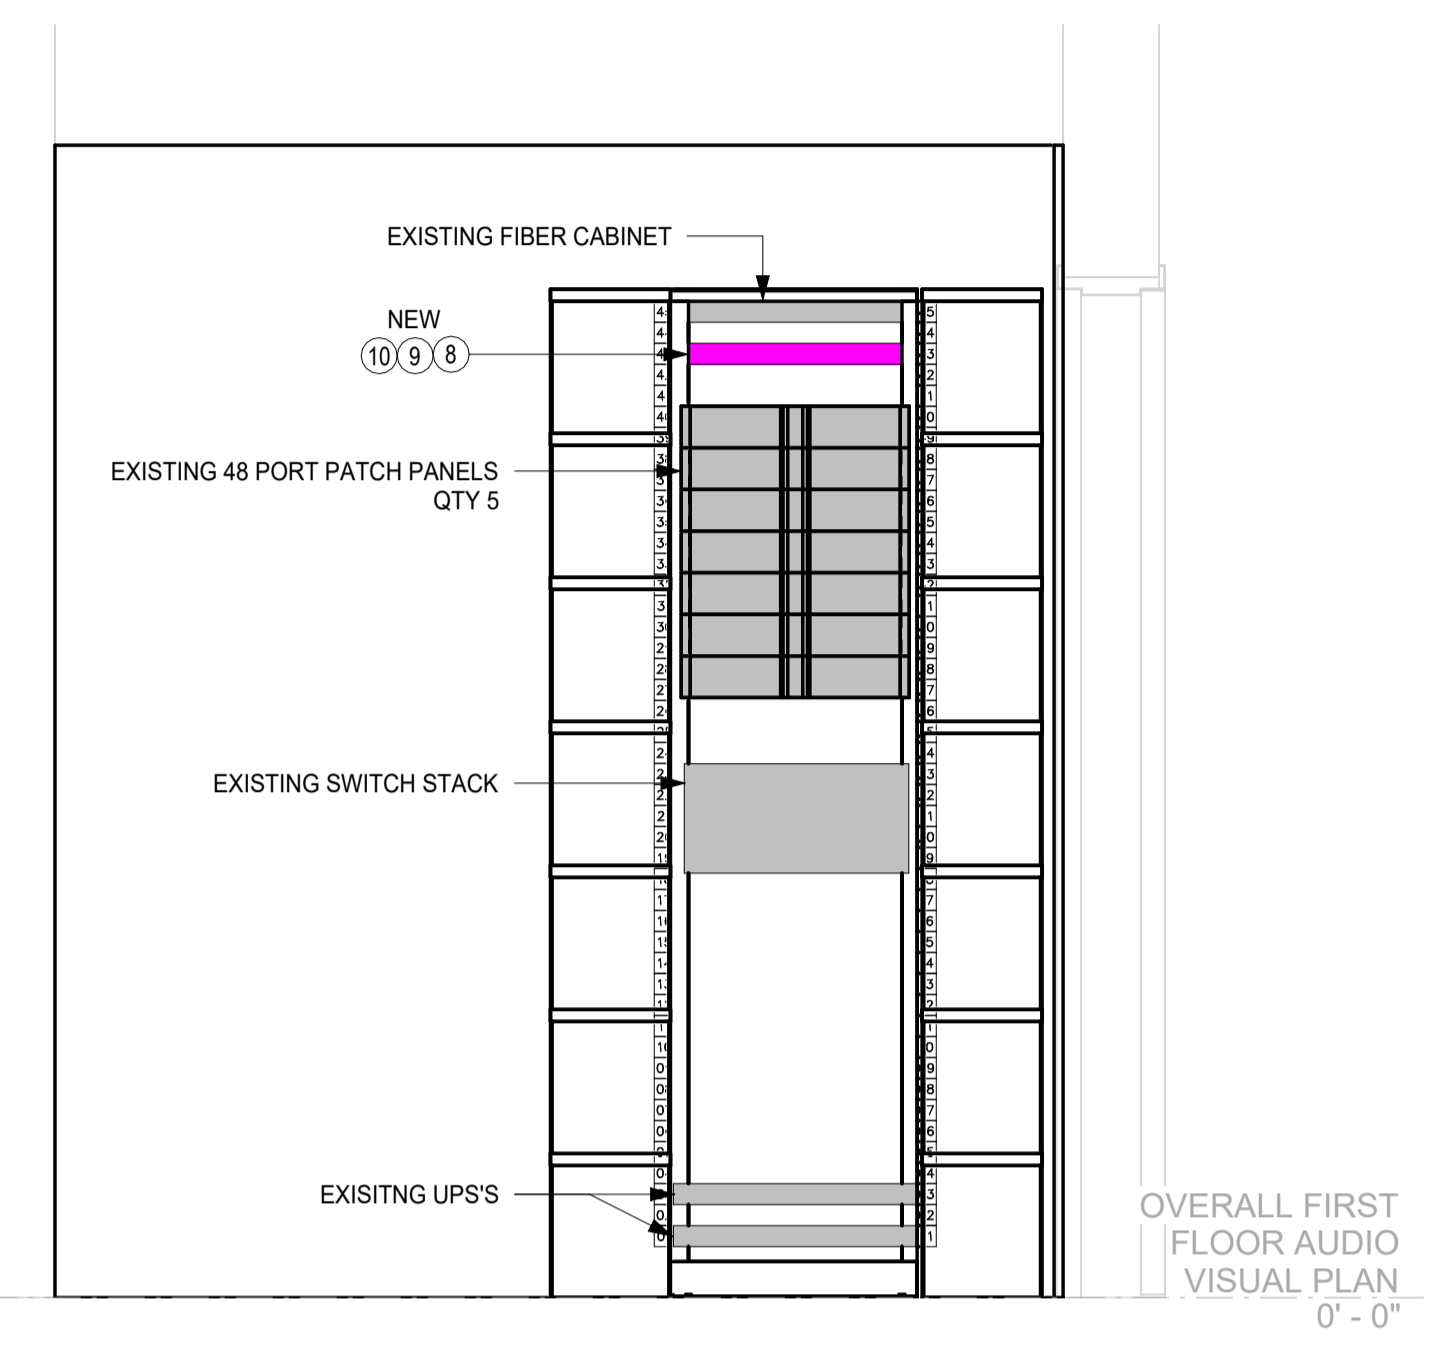 EXISTING FIBER CABINET
NEW
10 9 8
EXISTING 48 PORT PATCH PANELS
QTY 5
EXISTING SWITCH STACK
EXISITNG UPS'S
OVERALL FIRST
FLOOR AUDIO
VISUAL PLAN
0' - 0"